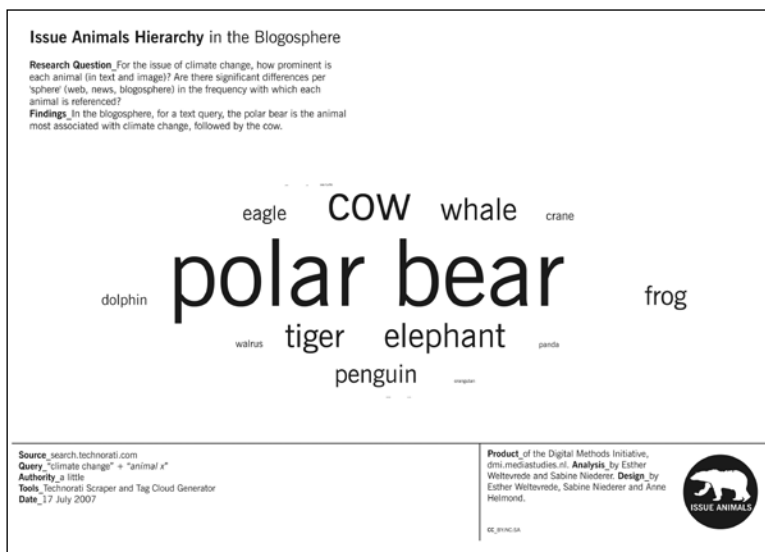 Issue Animals Hierarchy in the Blogosphere
Research Question_For the issue of climate change, how prominent is
each animal (in text and image)? Are there significant differences per
'sphere' (web, news, blogosphere) in the frequency with which each
animal is referenced?
Findings_In the blogosphere, for a text query, the polar bear is the animal
most associated with climate change, followed by the cow.
eagle cow whale crane
dolphin polar bear frog
walrus tiger elephant panda
penguin orangutan
Source_search.technorati.com
Query_"climate change" + "animal x"
Authority_a little
Tools_Technorati Scraper and Tag Cloud Generator
Date_17 July 2007
Product_of the Digital Methods Initiative,
dmi.mediastudies.nl. Analysis_by Esther
Weltevrede and Sabine Niederer. Design_by
Esther Weltevrede, Sabine Niederer and Anne
Helmond.
CC_BY-NC-SA
ISSUE ANIMALS